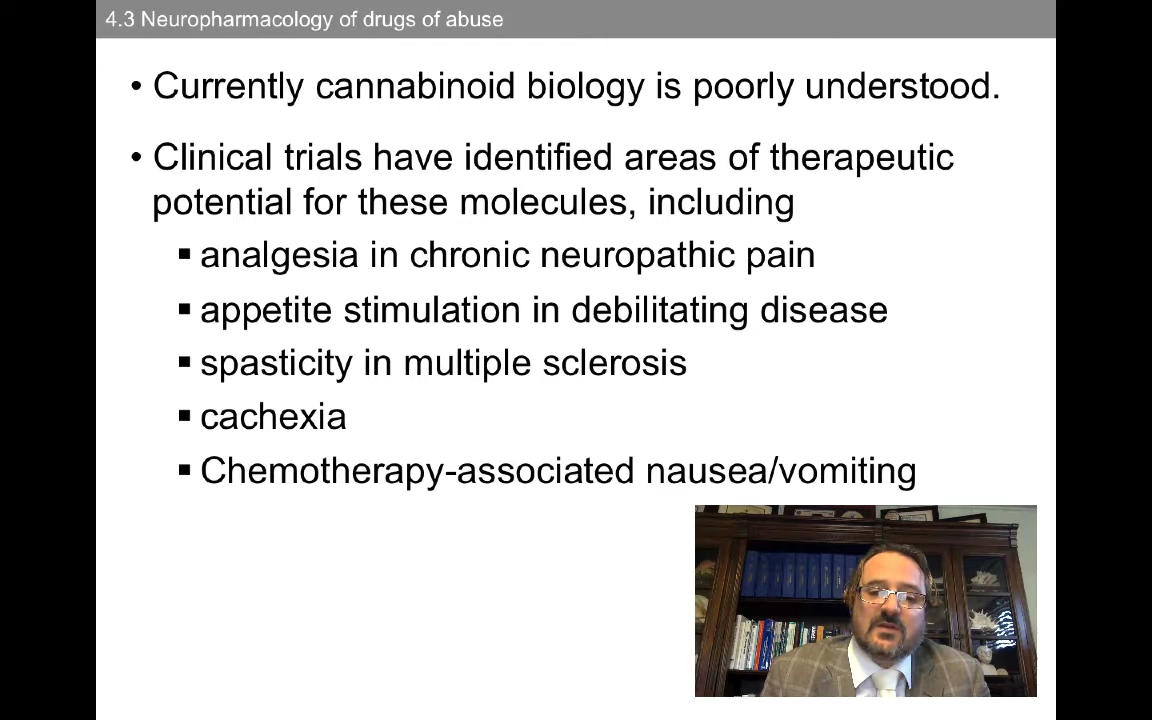 4.3 Neuropharmacology of drugs of abuse
• Currently cannabinoid biology is poorly understood.
• Clinical trials have identified areas of therapeutic
potential for these molecules, including
▪ analgesia in chronic neuropathic pain
▪ appetite stimulation in debilitating disease
▪ spasticity in multiple sclerosis
▪ cachexia
▪ Chemotherapy-associated nausea/vomiting